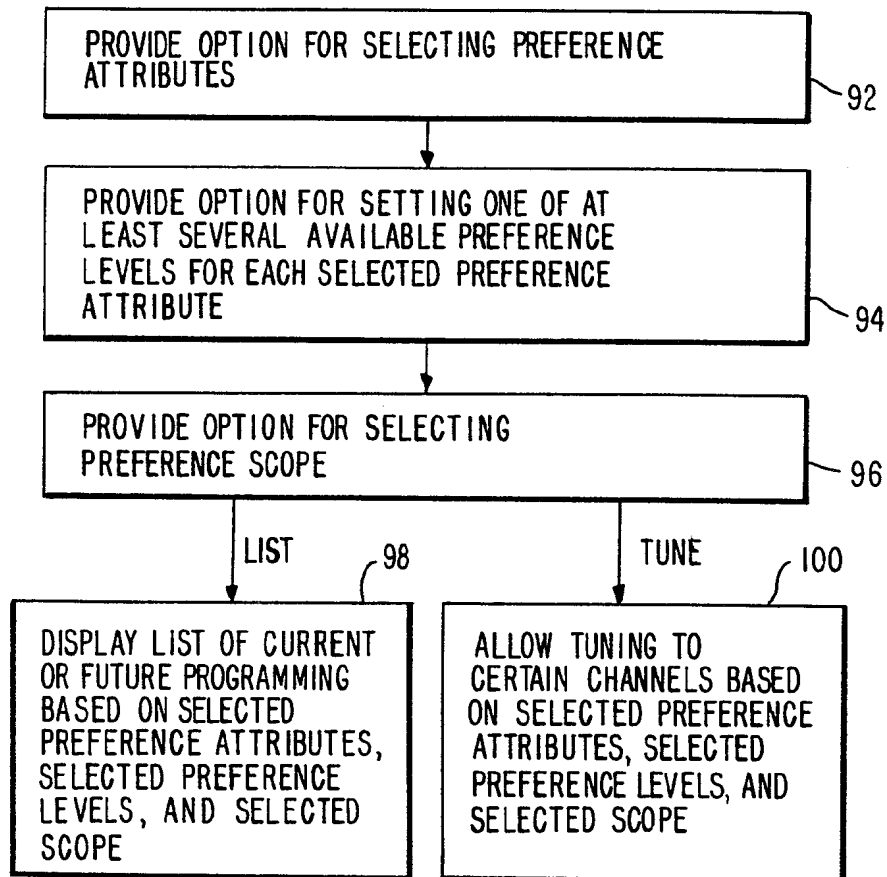 PROVIDE OPTION FOR SELECTING PREFERENCE
ATTRIBUTES
92
PROVIDE OPTION FOR SETTING ONE OF AT
LEAST SEVERAL AVAILABLE PREFERENCE
LEVELS FOR EACH SELECTED PREFERENCE
ATTRIBUTE
94
PROVIDE OPTION FOR SELECTING
PREFERENCE SCOPE
96
LIST
98
TUNE
100
DISPLAY LIST OF CURRENT
OR FUTURE PROGRAMMING
BASED ON SELECTED
PREFERENCE ATTRIBUTES,
SELECTED PREFERENCE
LEVELS, AND SELECTED
SCOPE
ALLOW TUNING TO
CERTAIN CHANNELS BASED
ON SELECTED PREFERENCE
ATTRIBUTES, SELECTED
PREFERENCE LEVELS, AND
SELECTED SCOPE